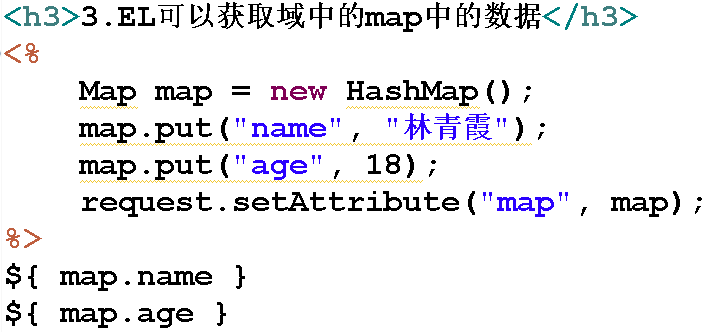 <h3>3.EL可以获取域中的map中的数据</h3>
<%
Map map = new HashMap();
map.put("name", "林青霞");
map.put("age", 18);
request.setAttribute("map", map);
%>
${ map.name }
${ map.age }